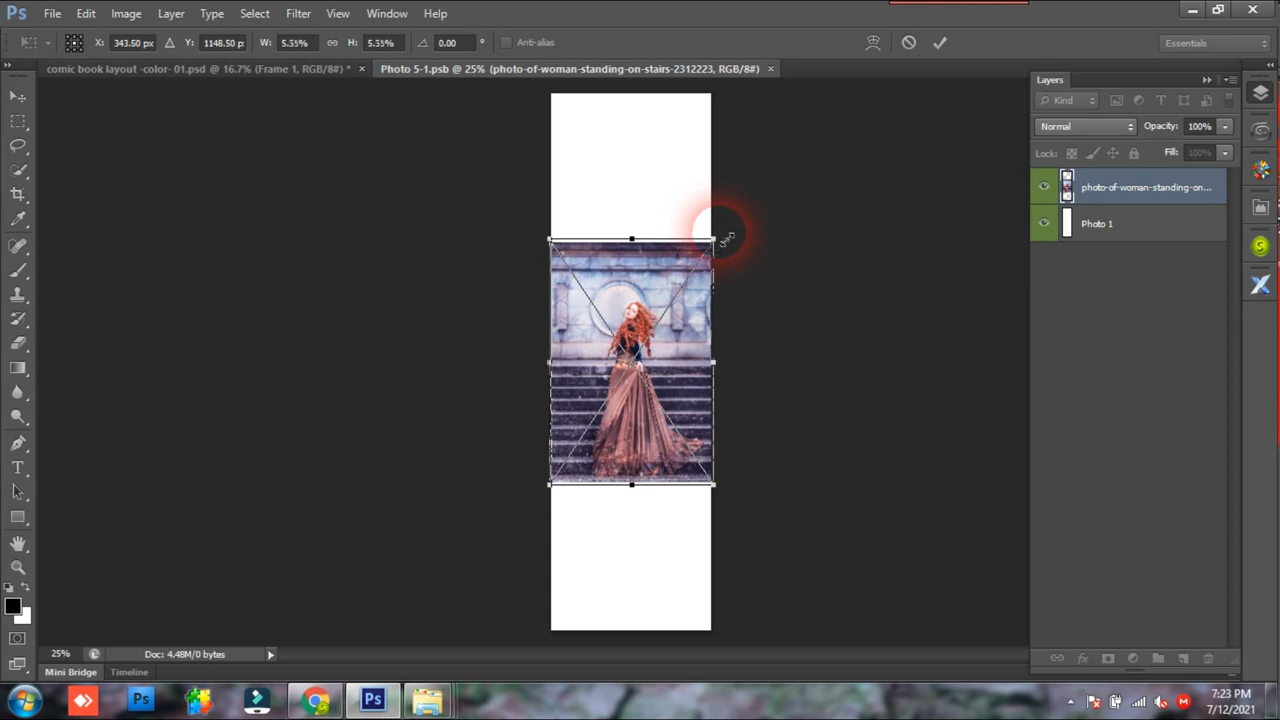 Ps File Edit Image Layer Type Select Filter View Window Help
X: 343.50 px Y: 1148.50 p W: 5.35% H: 5.35% 0.00 ° Anti-alias Essentials
comic book layout -color- 01.psd @ 16.7% (Frame 1, RGB/8#) * × Photo 5-1.psb @ 25% (photo-of-woman-standing-on-stairs-2312223, RGB/8#) ×
Layers
Kind
Normal Opacity: 100%
Lock: Fill: 100%
photo-of-woman-standing-on...
Photo 1
25% Doc: 4.48M/0 bytes
Mini Bridge Timeline
Ps Ps
7:23 PM
7/12/2021